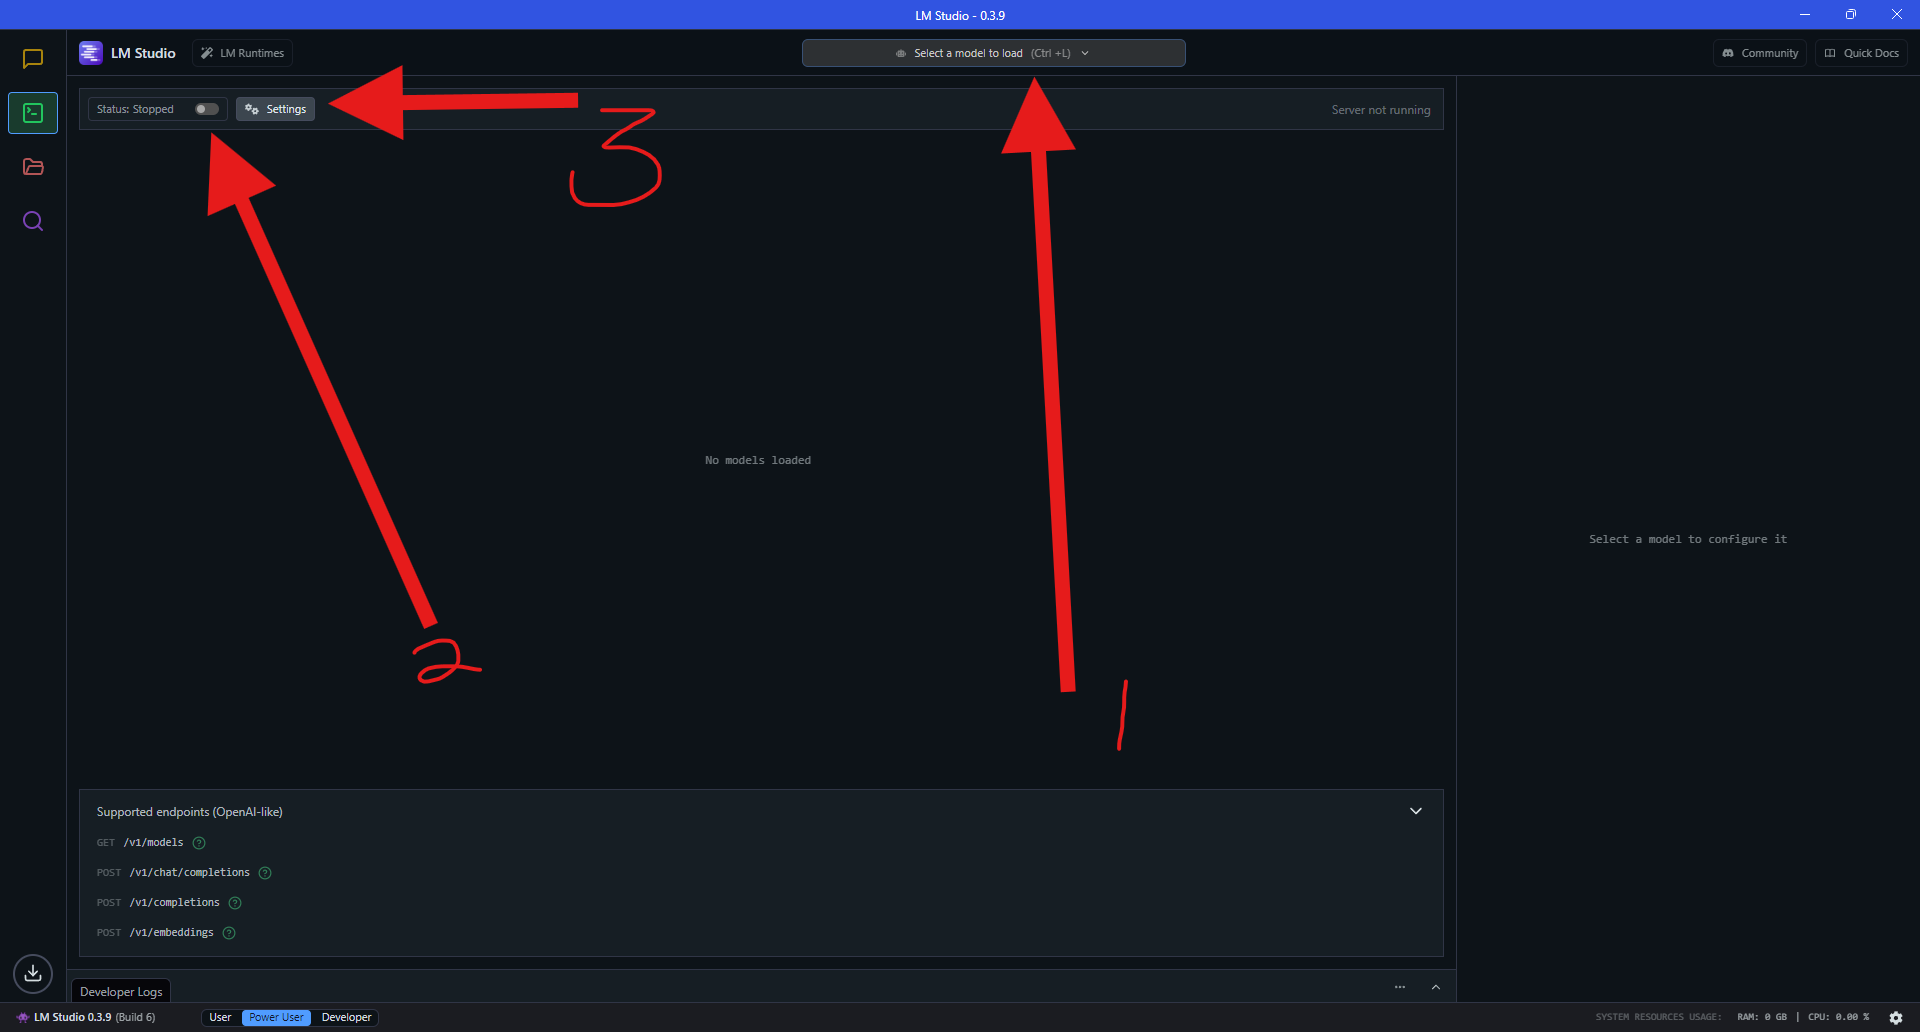 LM Studio - 0.3.9
LM Studio
LM Runtimes
Select a model to load (Ctrl +L)
Community
Quick Docs
Status: Stopped
Settings
Server not running
3
No models loaded
Select a model to configure it
2
1
Supported endpoints (OpenAI-like)
GET /v1/models ?
POST /v1/chat/completions ?
POST /v1/completions ?
POST /v1/embeddings ?
Developer Logs
LM Studio 0.3.9 (Build 6)
User
Power User
Developer
SYSTEM RESOURCES USAGE: RAM: 0 GB | CPU: 0.00 %